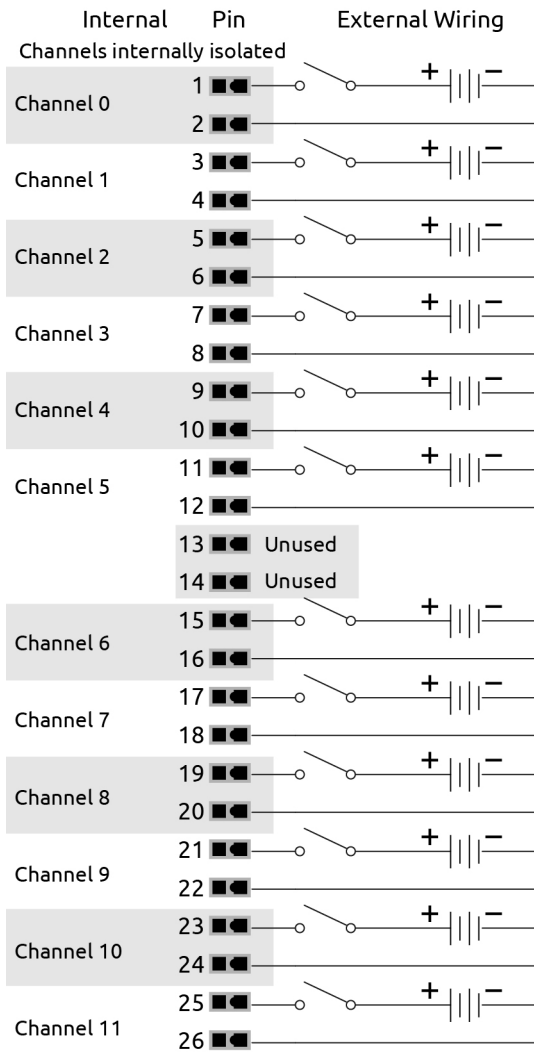 Internal Pin External Wiring
Channels internally isolated
1 + −
Channel 0
2
3 + −
Channel 1
4
5 + −
Channel 2
6
7 + −
Channel 3
8
9 + −
Channel 4
10
11 + −
Channel 5
12
13 Unused
14 Unused
15 + −
Channel 6
16
17 + −
Channel 7
18
19 + −
Channel 8
20
21 + −
Channel 9
22
23 + −
Channel 10
24
25 + −
Channel 11
26